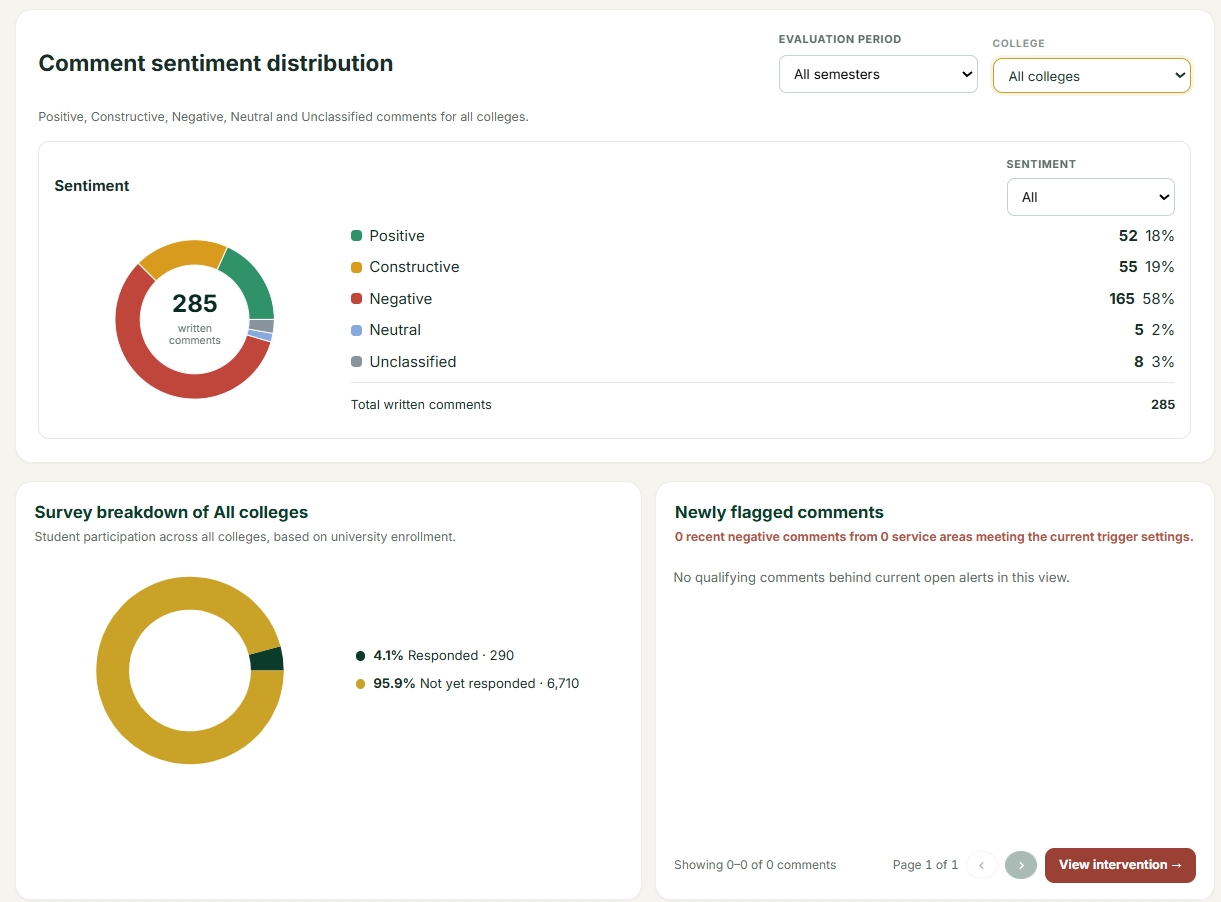 Comment sentiment distribution
EVALUATION PERIOD
All semesters
COLLEGE
All colleges
Positive, Constructive, Negative, Neutral and Unclassified comments for all colleges.
Sentiment
SENTIMENT
All
285
written
comments
Positive 52 18%
Constructive 55 19%
Negative 165 58%
Neutral 5 2%
Unclassified 8 3%
Total written comments 285
Survey breakdown of All colleges
Student participation across all colleges, based on university enrollment.
4.1% Responded · 290
95.9% Not yet responded · 6,710
Newly flagged comments
0 recent negative comments from 0 service areas meeting the current trigger settings.
No qualifying comments behind current open alerts in this view.
Showing 0–0 of 0 comments
Page 1 of 1 ‹ ›
View intervention →